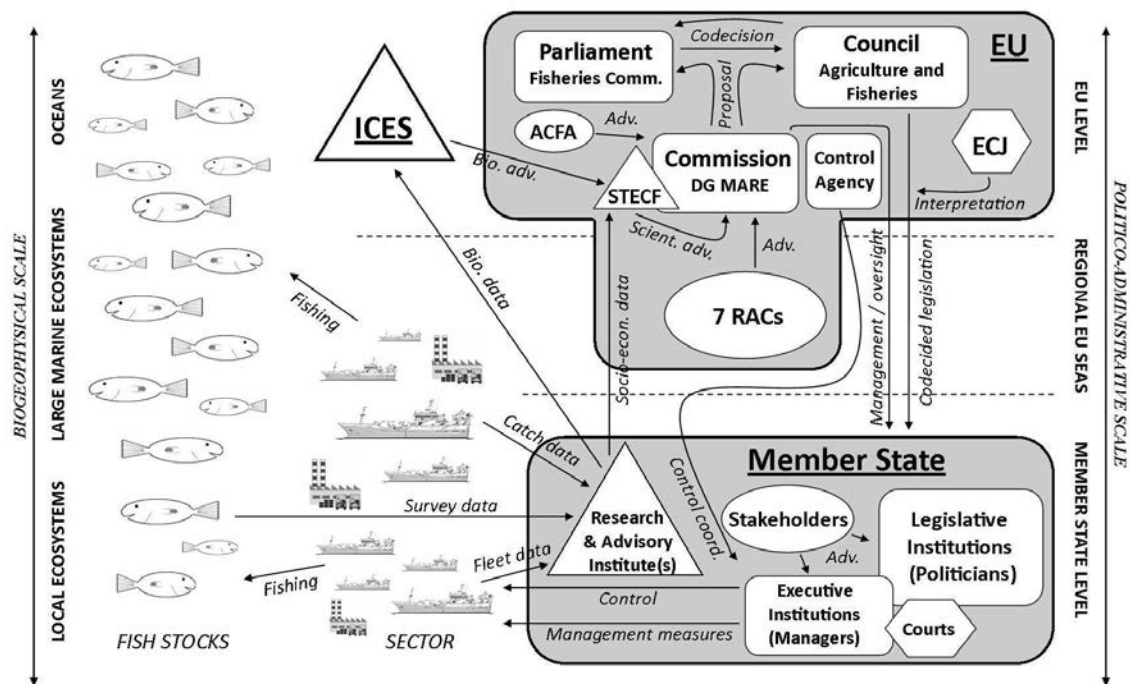 BIOGEOPHYSICAL SCALE
OCEANS
LARGE MARINE ECOSYSTEMS
LOCAL ECOSYSTEMS
FISH STOCKS
SECTOR
Fishing
Fishing
ICES
Bio. adv.
Bio. data
Socio-econ. data
Catch data
Survey data
Fleet data
EU
Parliament
Fisheries Comm.
Codecision
Council
Agriculture and
Fisheries
Proposal
ACFA
Adv.
Commission
DG MARE
STECF
Scient. adv.
Adv.
Control
Agency
ECJ
Interpretation
7 RACs
Management / oversight
Codecided legislation
Control coord.
Member State
Research
& Advisory
Institute(s)
Stakeholders
Adv.
Legislative
Institutions
(Politicians)
Executive
Institutions
(Managers)
Courts
Control
Management measures
EU LEVEL
REGIONAL EU SEAS
MEMBER STATE LEVEL
POLITICO-ADMINISTRATIVE SCALE